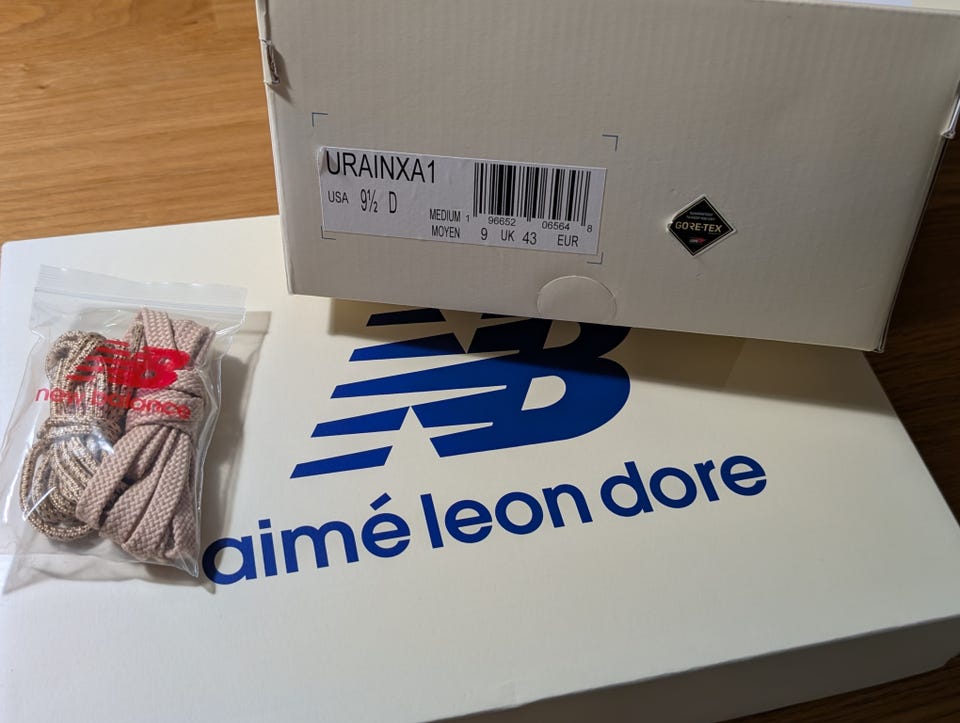 URAINXA1
USA 9½ D
MEDIUM
MOYEN
1 96652 06564 8
9 UK 43 EUR
GORE-TEX
NB
aimé leon dore
new balance